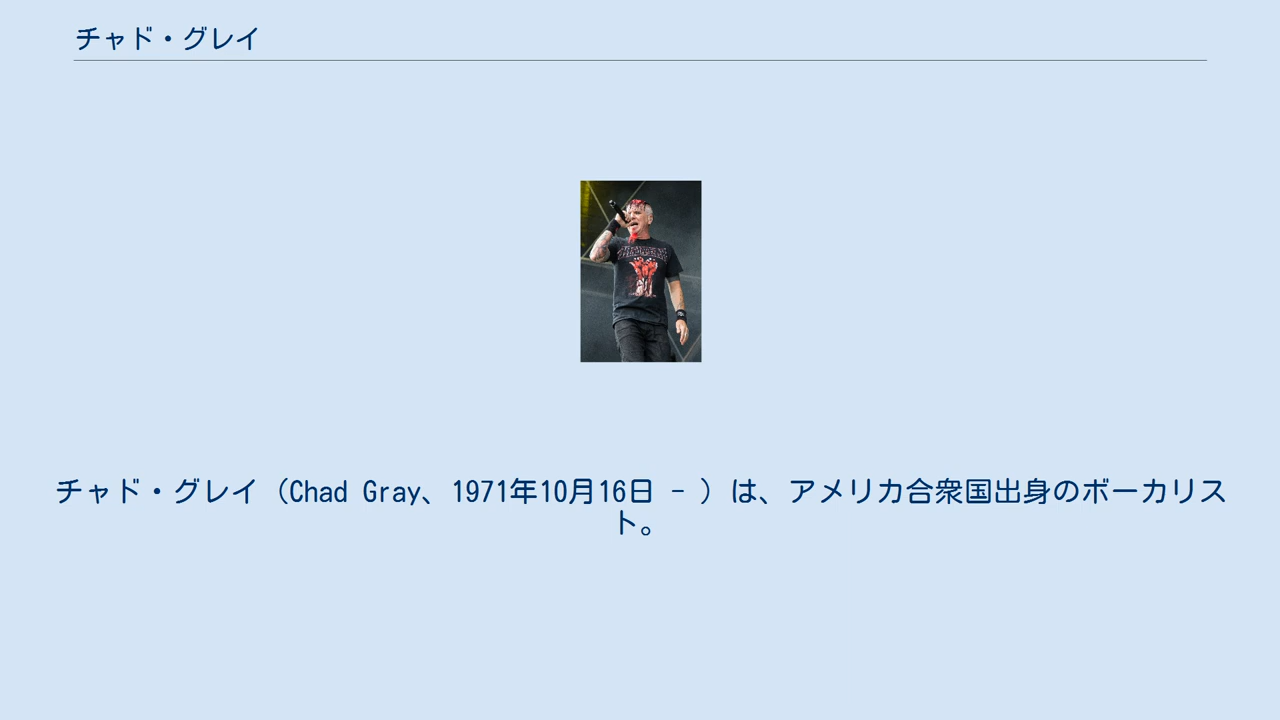 チャド・グレイ
チャド・グレイ（Chad Gray、1971年10月16日 - ）は、アメリカ合衆国出身のボーカリス
ト。